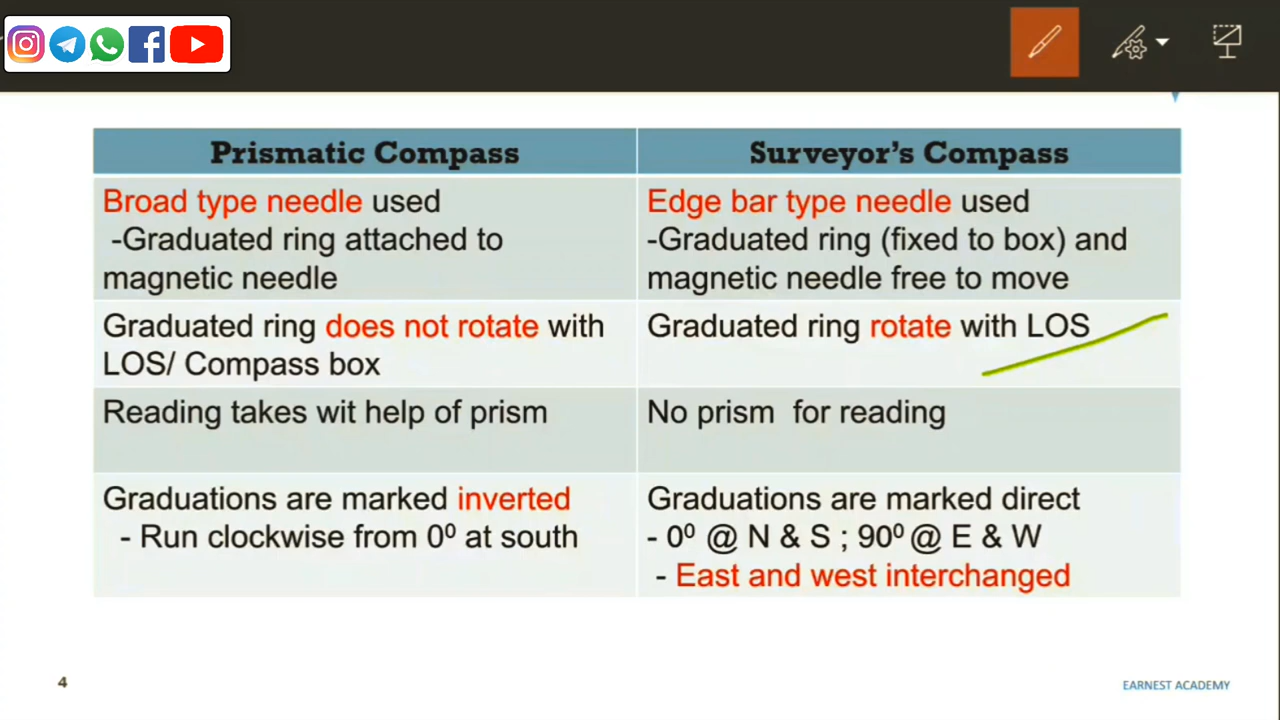 Prismatic Compass
Surveyor's Compass
Broad type needle used
-Graduated ring attached to
magnetic needle
Edge bar type needle used
-Graduated ring (fixed to box) and
magnetic needle free to move
Graduated ring does not rotate with
LOS/ Compass box
Graduated ring rotate with LOS
Reading takes wit help of prism
No prism for reading
Graduations are marked inverted
- Run clockwise from 0⁰ at south
Graduations are marked direct
- 0⁰ @ N & S ; 90⁰ @ E & W
- East and west interchanged
4
EARNEST ACADEMY